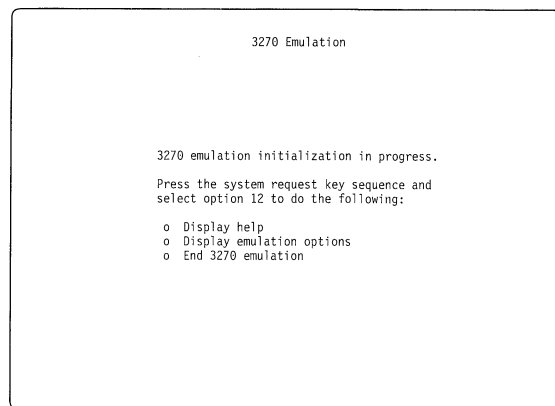 3270 Emulation
3270 emulation initialization in progress.
Press the system request key sequence and
select option 12 to do the following:
o Display help
o Display emulation options
o End 3270 emulation